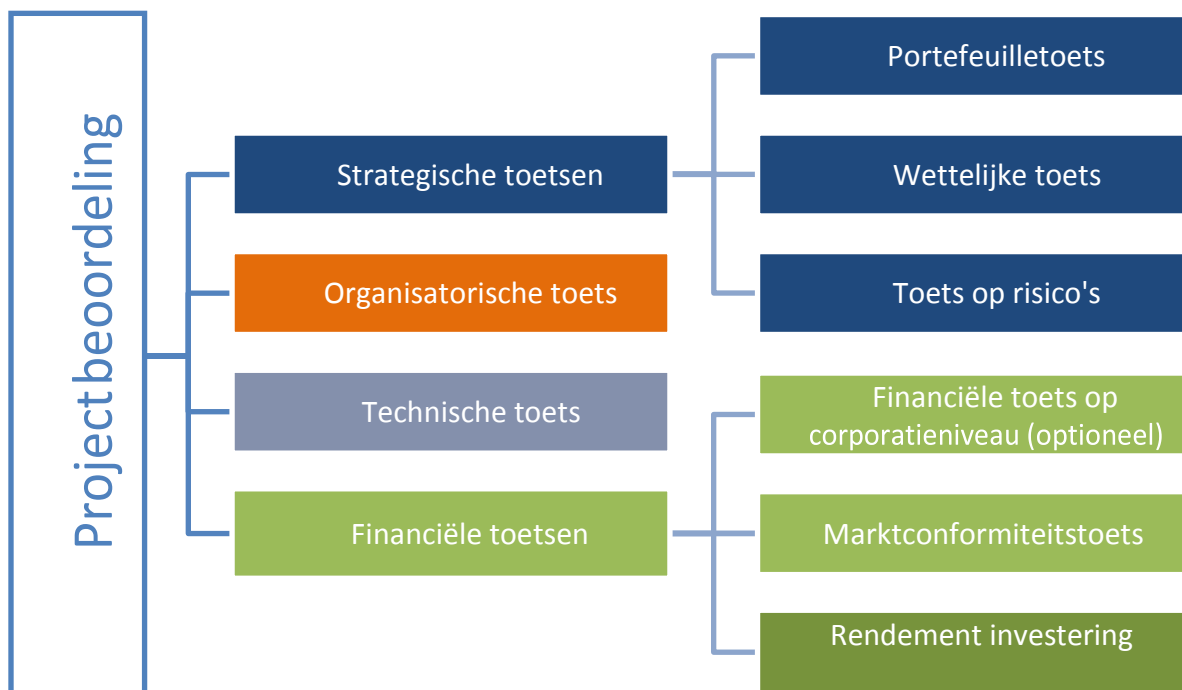 Projectbeoordeling
Strategische toetsen
Organisatorische toets
Technische toets
Financiële toetsen
Portefeuilletoets
Wettelijke toets
Toets op risico's
Financiële toets op
corporatieniveau (optioneel)
Marktconformiteitstoets
Rendement investering